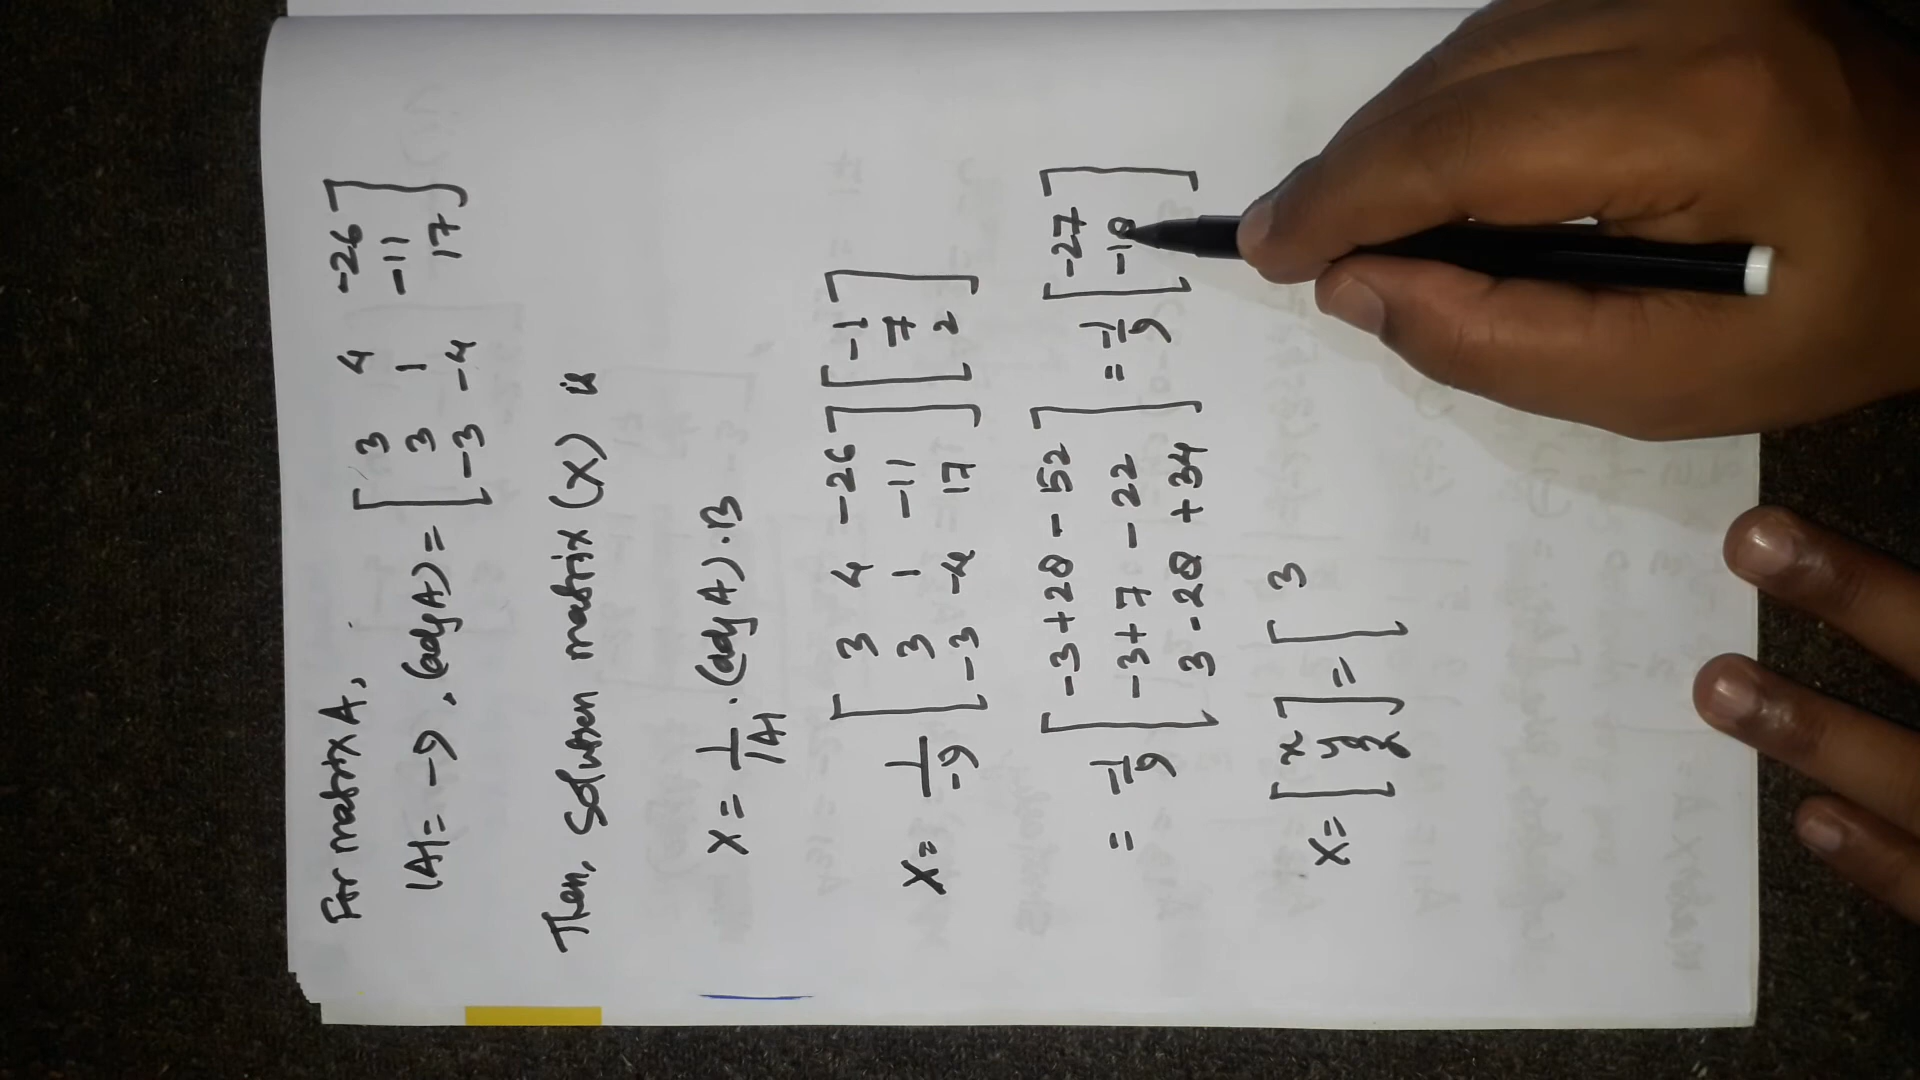 For matrix A,
|A| = -9, (adj A) = [ 3 4 -26
3 1 -11
-3 -4 17 ]
Then, Solution matrix (X) is
X = 1/|A| . (adj A) . B
X = 1/-9 [ 3 4 -26
3 1 -11
-3 -4 17 ] [ -1
7
2 ]
= -1/9 [ -3+28-52
-3+7-22
3-28+34 ] = -1/9 [ -27
-18 ]
X = [ x
y
z ] = [ 3